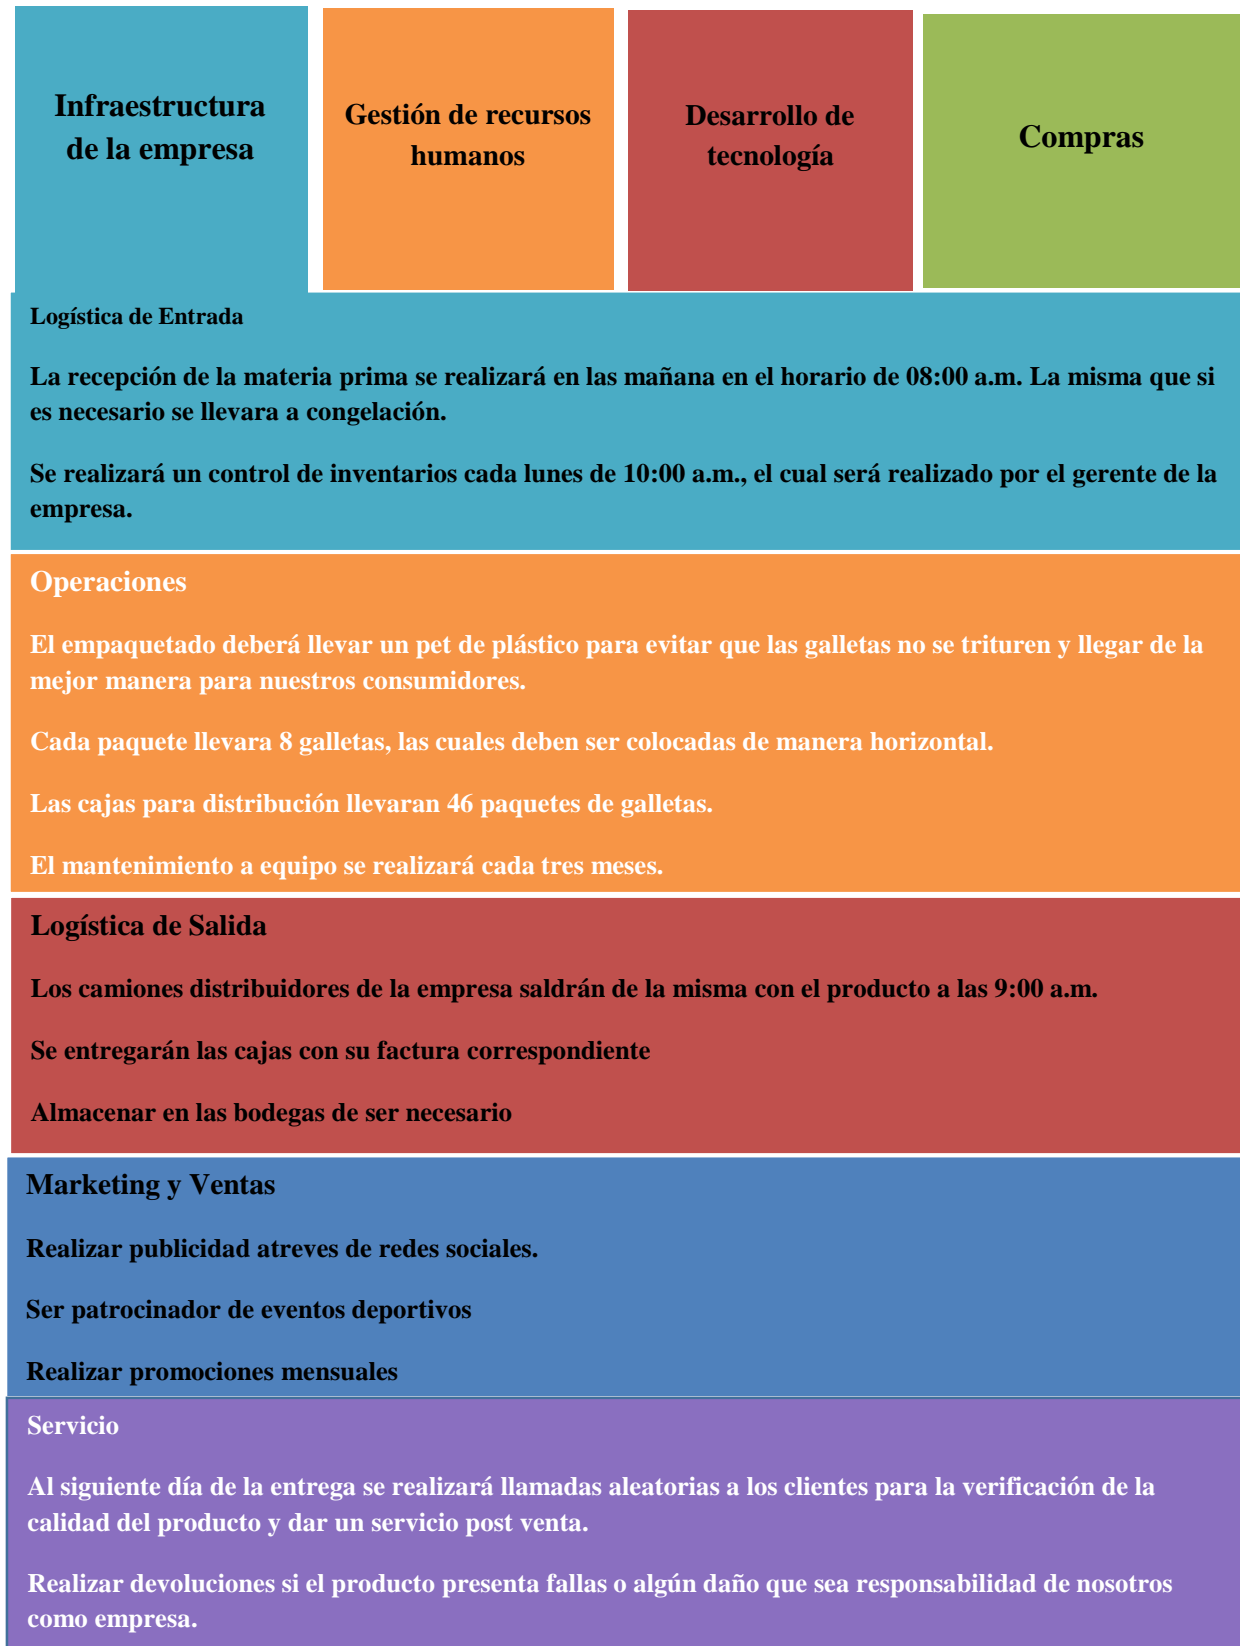 Infraestructura
de la empresa
Gestión de recursos
humanos
Desarrollo de
tecnología
Compras
Logística de Entrada
La recepción de la materia prima se realizará en las mañana en el horario de 08:00 a.m. La misma que si
es necesario se llevara a congelación.
Se realizará un control de inventarios cada lunes de 10:00 a.m., el cual será realizado por el gerente de la
empresa.
Operaciones
El empaquetado deberá llevar un pet de plástico para evitar que las galletas no se trituren y llegar de la
mejor manera para nuestros consumidores.
Cada paquete llevara 8 galletas, las cuales deben ser colocadas de manera horizontal.
Las cajas para distribución llevaran 46 paquetes de galletas.
El mantenimiento a equipo se realizará cada tres meses.
Logística de Salida
Los camiones distribuidores de la empresa saldrán de la misma con el producto a las 9:00 a.m.
Se entregarán las cajas con su factura correspondiente
Almacenar en las bodegas de ser necesario
Marketing y Ventas
Realizar publicidad atreves de redes sociales.
Ser patrocinador de eventos deportivos
Realizar promociones mensuales
Servicio
Al siguiente día de la entrega se realizará llamadas aleatorias a los clientes para la verificación de la
calidad del producto y dar un servicio post venta.
Realizar devoluciones si el producto presenta fallas o algún daño que sea responsabilidad de nosotros
como empresa.